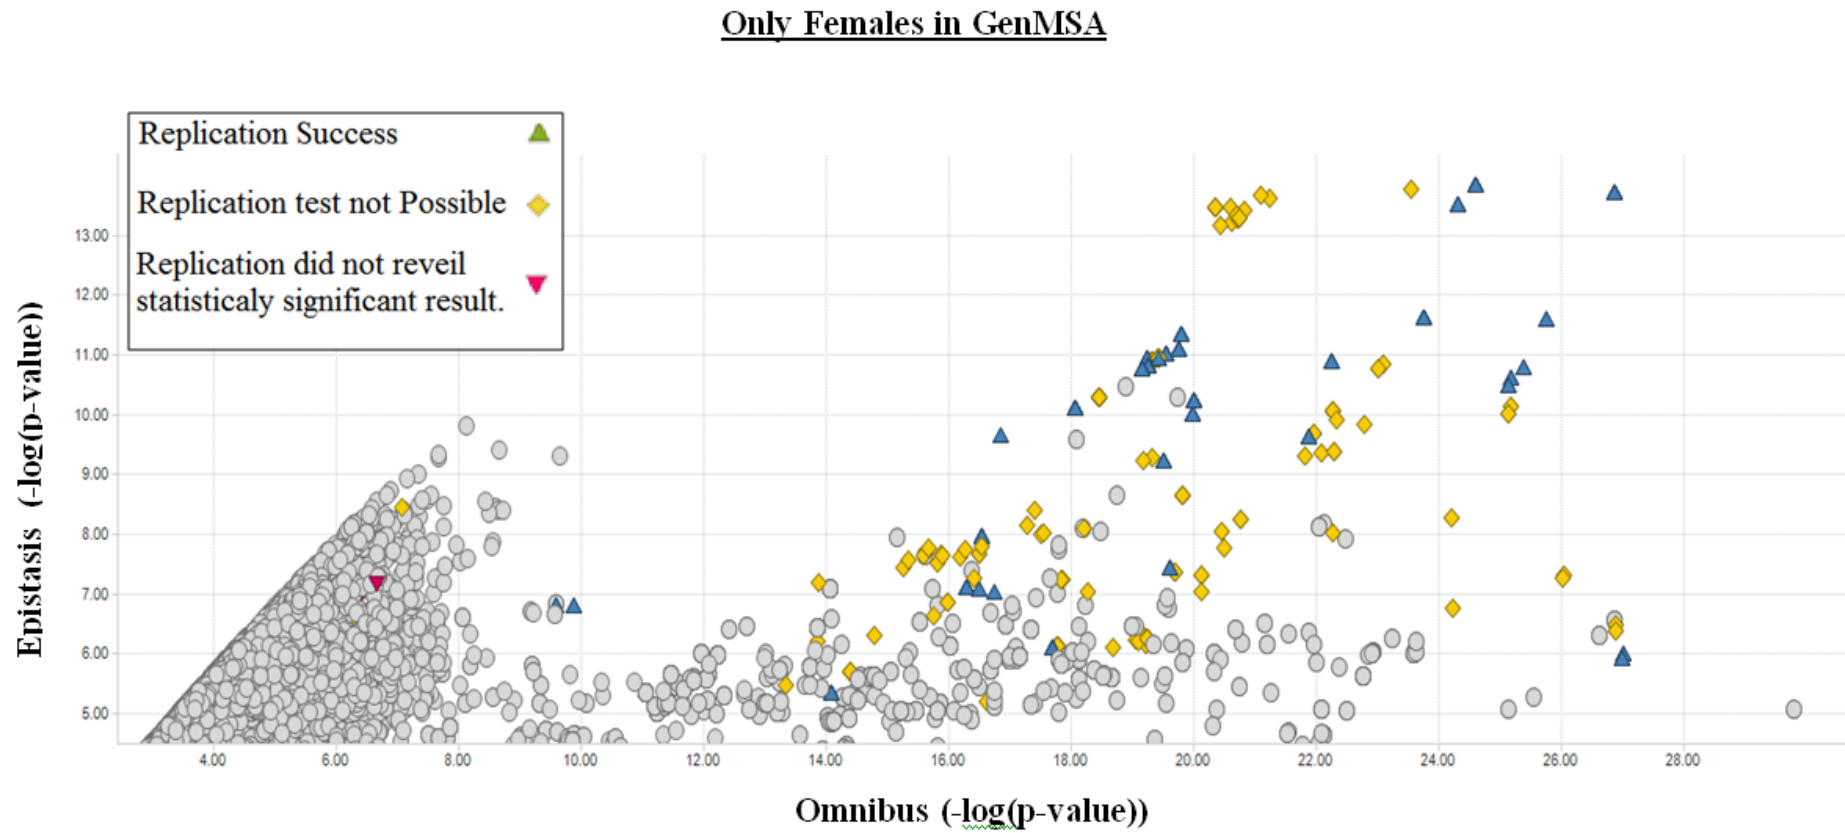 Only Females in GenMSA
Replication Success
Replication test not Possible
Replication did not reveil
statisticaly significant result.
13.00
12.00
11.00
10.00
9.00
8.00
7.00
6.00
5.00
Epistasis (-log(p-value))
4.00 6.00 8.00 10.00 12.00 14.00 16.00 18.00 20.00 22.00 24.00 26.00 28.00
Omnibus (-log(p-value))